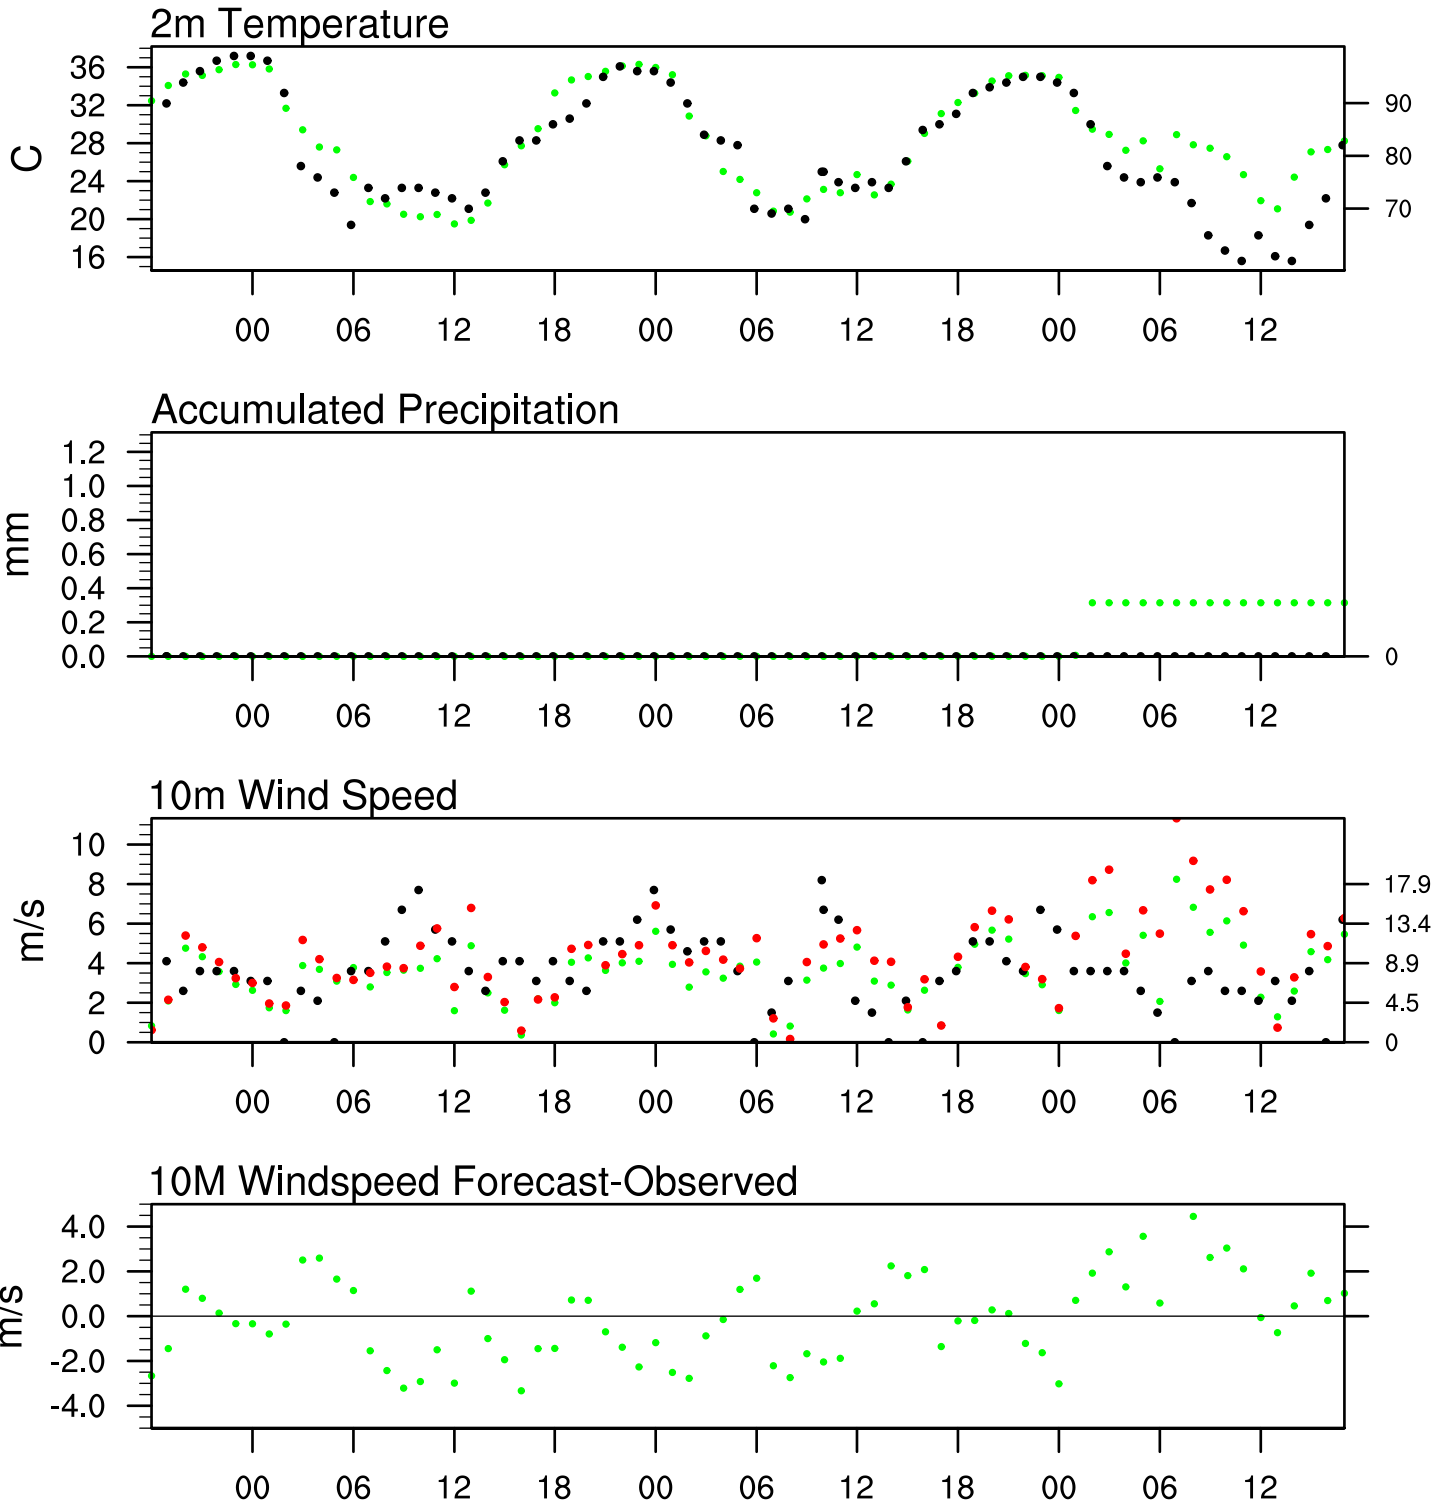 2m Temperature
36
32
28
24
20
16
C
90
80
70
00 06 12 18 00 06 12 18 00 06 12
Accumulated Precipitation
1.2
1.0
0.8
0.6
0.4
0.2
0.0
mm
0
00 06 12 18 00 06 12 18 00 06 12
10m Wind Speed
10
8
6
4
2
0
m/s
17.9
13.4
8.9
4.5
0
00 06 12 18 00 06 12 18 00 06 12
10M Windspeed Forecast-Observed
4.0
2.0
0.0
-2.0
-4.0
m/s
00 06 12 18 00 06 12 18 00 06 12